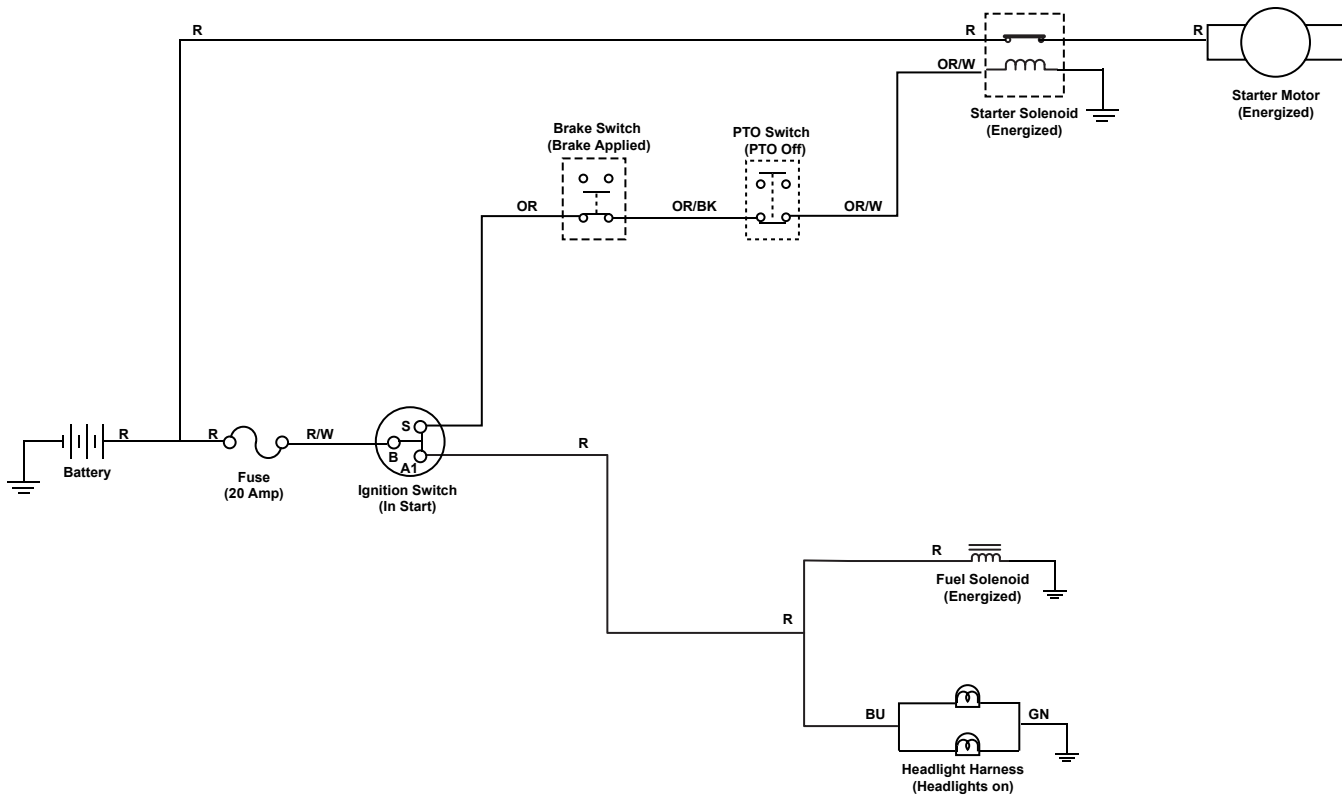 R
R
R
OR/W
Starter Solenoid
(Energized)
Starter Motor
(Energized)
Brake Switch
(Brake Applied)
PTO Switch
(PTO Off)
OR
OR/BK
OR/W
R
R
R/W
S
B
A1
R
Battery
Fuse
(20 Amp)
Ignition Switch
(In Start)
R
Fuel Solenoid
(Energized)
R
BU
GN
Headlight Harness
(Headlights on)